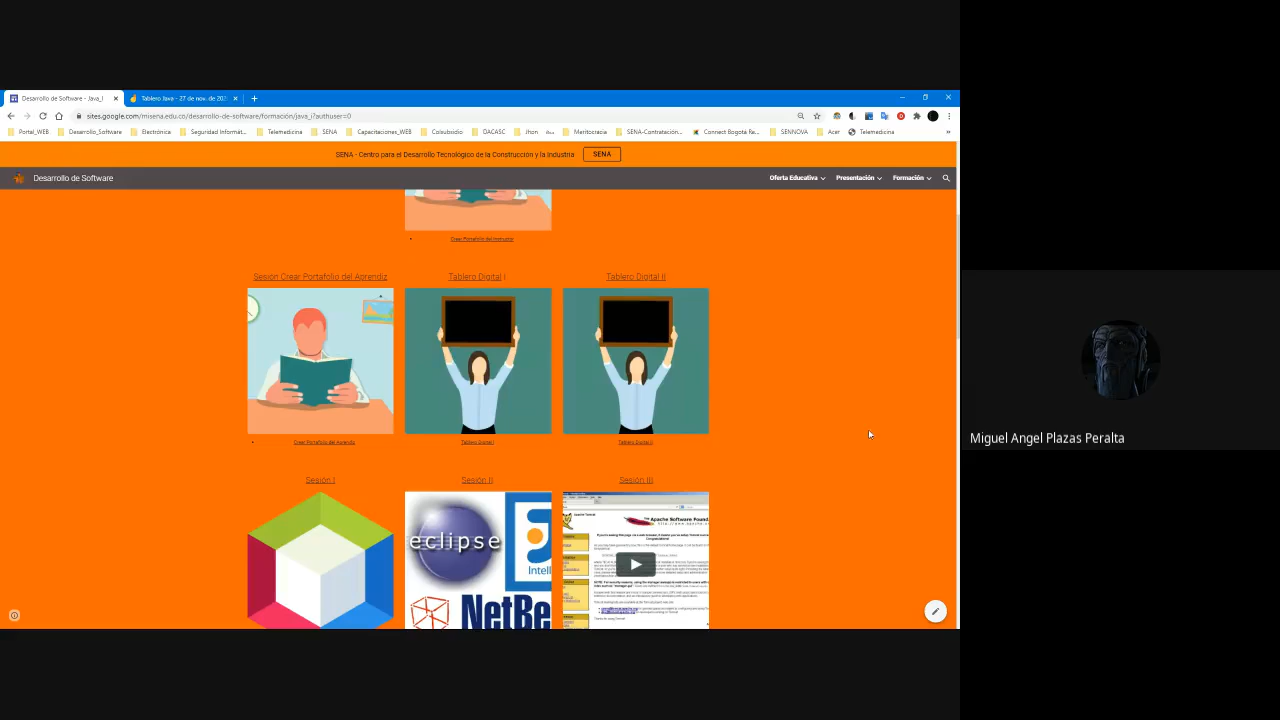 Desarrollo de Software - Java_I
Tablero Java - 27 de nov. de 202
sites.google.com/misena.edu.co/desarrollo-de-software/formación/java_i?authuser=0
Portal_WEB
Desarrollo_Software
Electrónica
Seguridad Informát...
Telemedicina
SENA
Capacitaciones_WEB
Colsubsidio
DACASC
Jhon
Meritocracia
SENA-Contratación...
Connect Bogotá Re...
SENNOVA
Acer
Telemedicina
»
SENA - Centro para el Desarrollo Tecnológico de la Construcción y la Industria
SENA
Desarrollo de Software
Oferta Educativa
Presentación
Formación
Crear Portafolio del Instructor
Sesión Crear Portafolio del Aprendiz
Tablero Digital I
Tablero Digital II
Crear Portafolio del Aprendiz
Tablero Digital I
Tablero Digital II
Sesión I
Sesión II
Sesión III
eclipse
Intell
NetBe
Apache Software Found
Miguel Angel Plazas Peralta